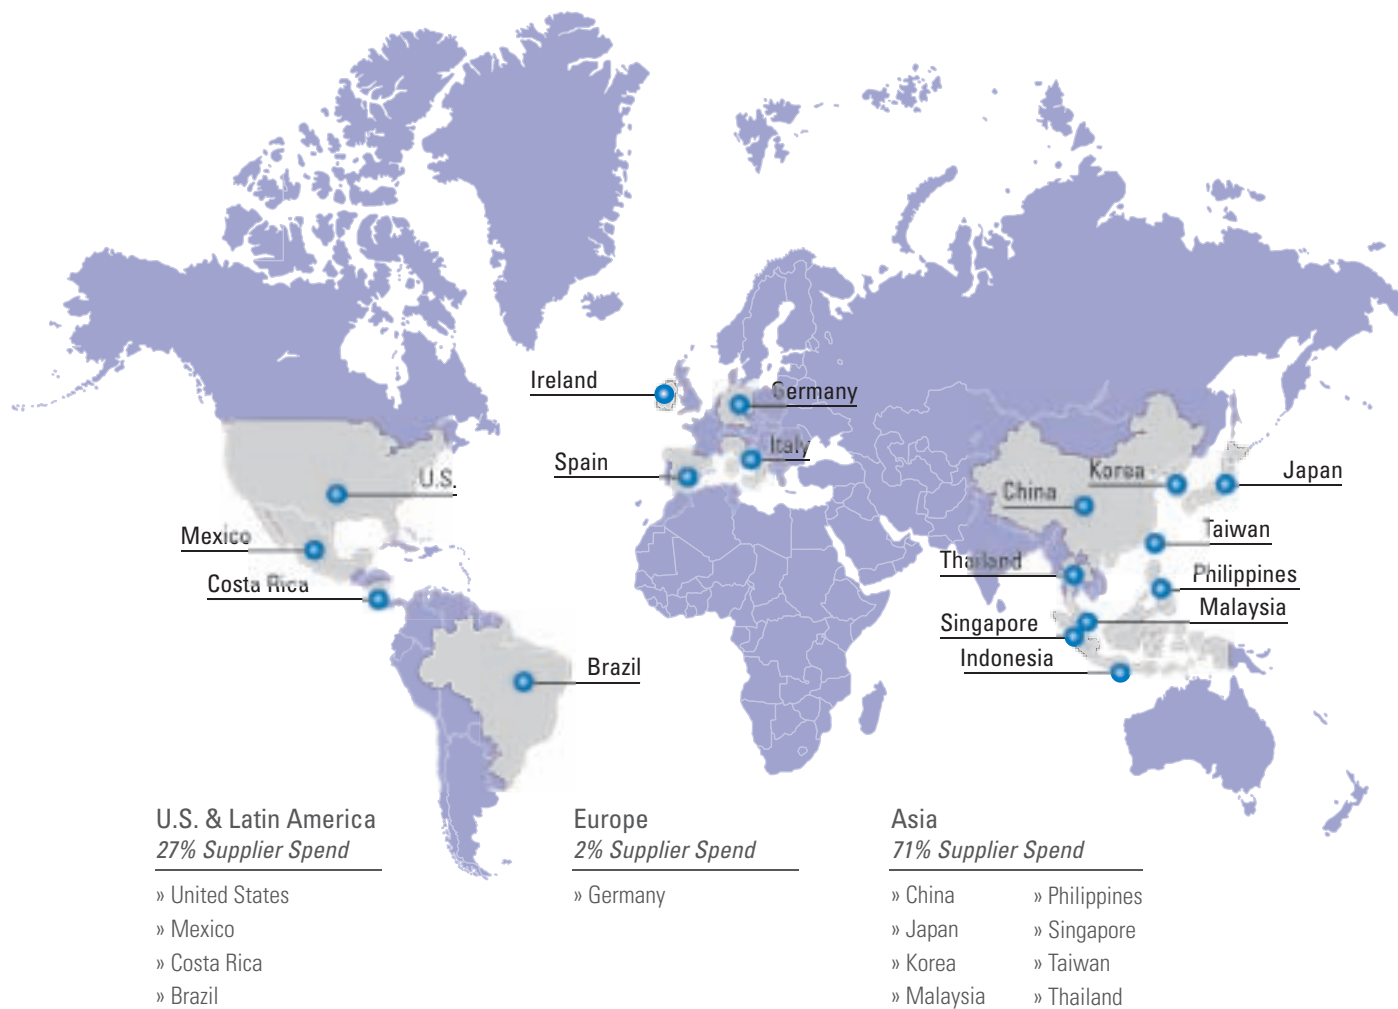 Ireland
Germany
Italy
Spain
U.S.
Korea
Japan
China
Mexico
Taiwan
Thailand
Costa Rica
Philippines
Malaysia
Singapore
Indonesia
Brazil
U.S. & Latin America
27% Supplier Spend
» United States
» Mexico
» Costa Rica
» Brazil
Europe
2% Supplier Spend
» Germany
Asia
71% Supplier Spend
» China
» Japan
» Korea
» Malaysia
» Philippines
» Singapore
» Taiwan
» Thailand